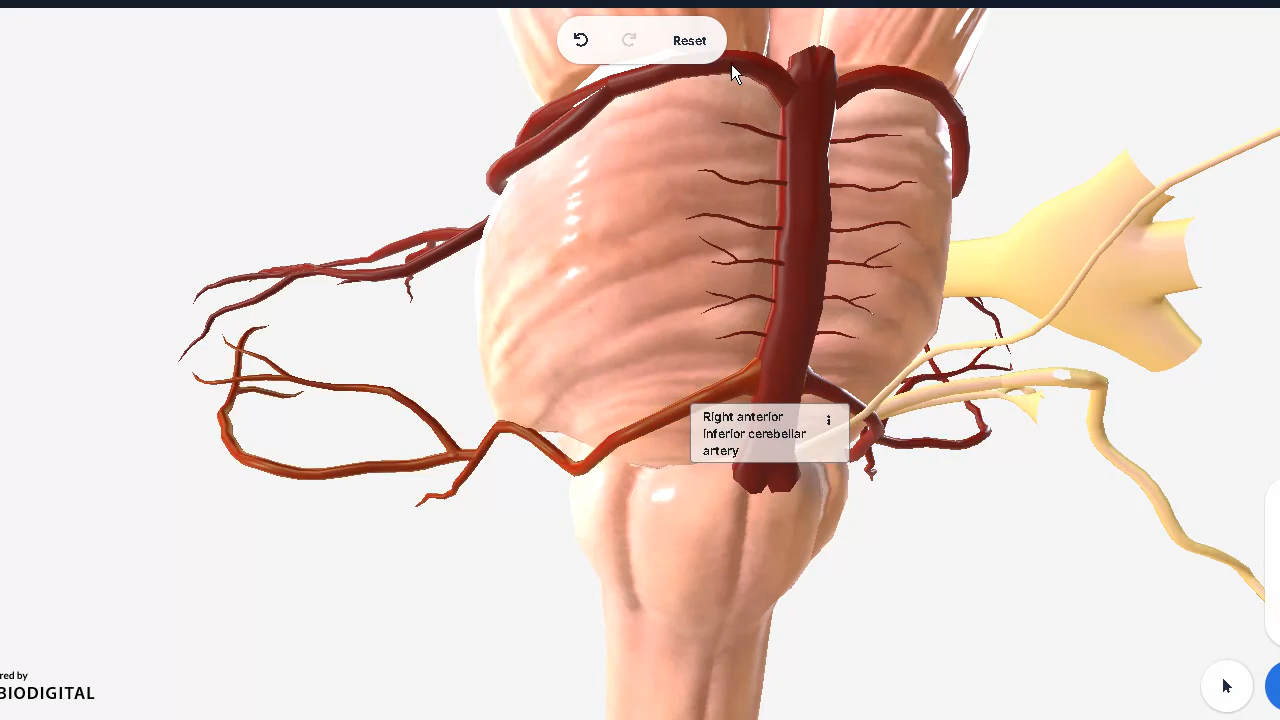 Reset
Right anterior
inferior cerebellar
artery
red by
BIODIGITAL